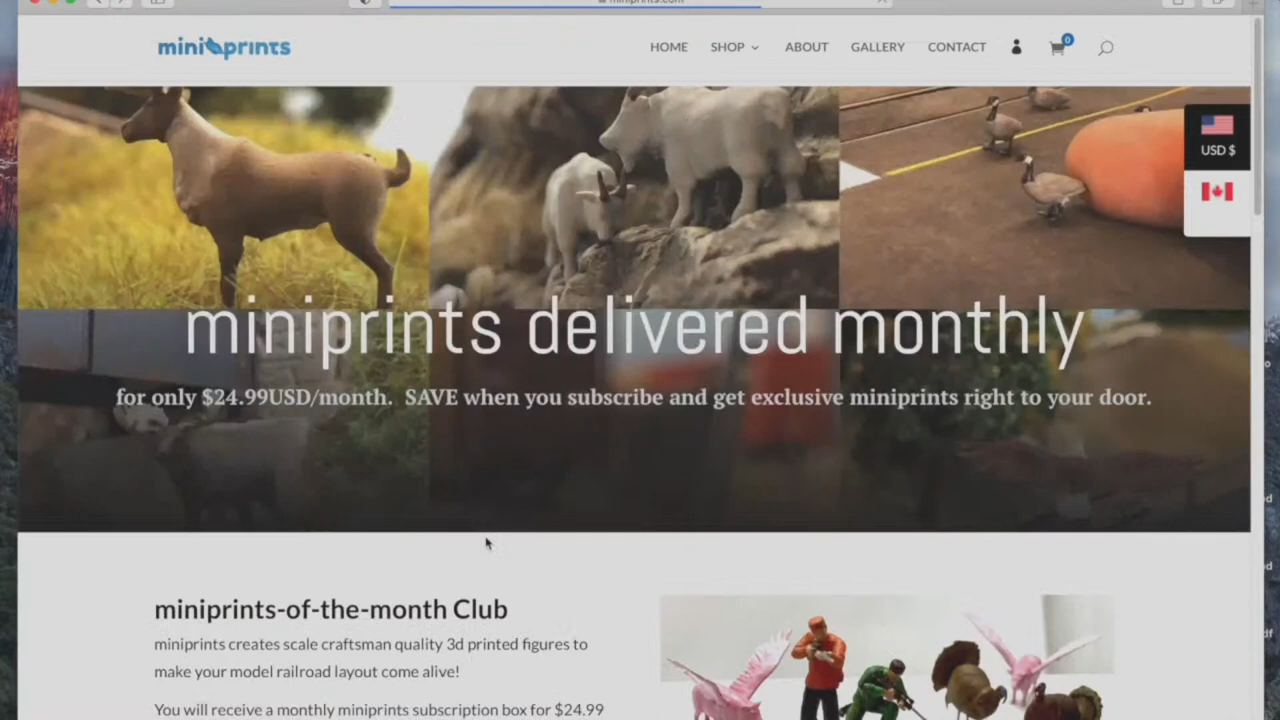 miniprints.com
miniprints
HOME SHOP ABOUT GALLERY CONTACT 0
USD $
miniprints delivered monthly
for only $24.99USD/month. SAVE when you subscribe and get exclusive miniprints right to your door.
miniprints-of-the-month Club
miniprints creates scale craftsman quality 3d printed figures to
make your model railroad layout come alive!
You will receive a monthly miniprints subscription box for $24.99